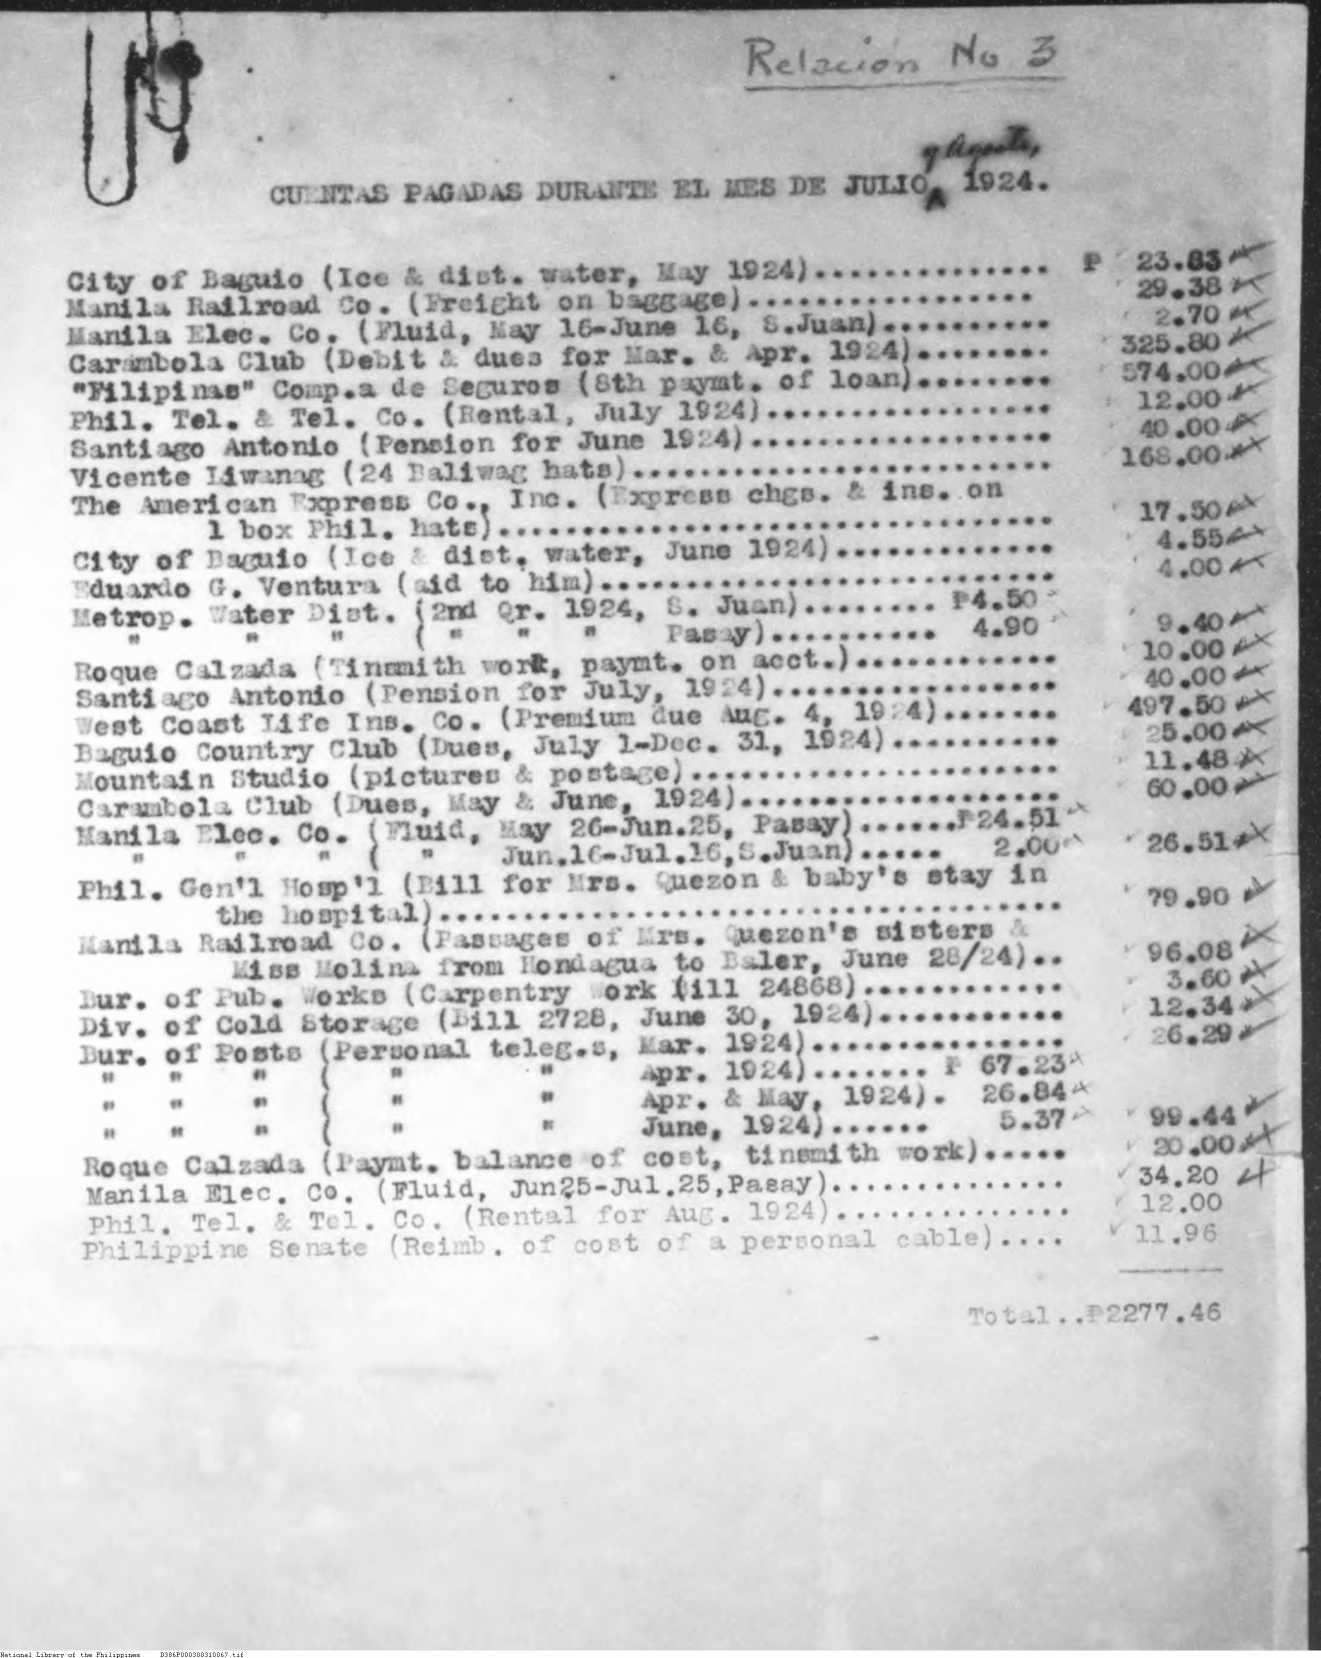 Relación No 3
y Agosto,
CUENTAS PAGADAS DURANTE EL MES DE JULIO, 1924.
City of Baguio (Ice & dist. water, May 1924).............. ₱ 23.83
Manila Railroad Co. (Freight on baggage)................. 29.38
Manila Elec. Co. (Fluid, May 16-June 16, S.Juan).......... 2.70
Carambola Club (Debit & dues for Mar. & Apr. 1924)........ 325.80
"Filipinas" Comp.a de Seguros (8th paymt. of loan)........ 574.00
Phil. Tel. & Tel. Co. (Rental, July 1924)................. 12.00
Santiago Antonio (Pension for June 1924).................. 40.00
Vicente Liwanag (24 Baliwag hats)......................... 168.00
The American Express Co., Inc. (Express chgs. & ins. on
1 box Phil. hats)................................. 17.50
City of Baguio (Ice & dist. water, June 1924)............. 4.55
Eduardo G. Ventura (aid to him)........................... 4.00
Metrop. Water Dist. (2nd Qr. 1924, S. Juan)........ ₱4.50
" " " ( " " " Pasay).......... 4.90 9.40
Roque Calzada (Tinsmith work, paymt. on acct.)............ 10.00
Santiago Antonio (Pension for July, 1924)................. 40.00
West Coast Life Ins. Co. (Premium due Aug. 4, 1924)....... 497.50
Baguio Country Club (Dues, July 1-Dec. 31, 1924).......... 25.00
Mountain Studio (pictures & postage)...................... 11.48
Carambola Club (Dues, May & June, 1924)................... 60.00
Manila Elec. Co. (Fluid, May 26-Jun.25, Pasay)......₱24.51
" " " ( " Jun.16-Jul.16,S.Juan)..... 2.00 26.51
Phil. Gen'l Hosp'l (Bill for Mrs. Quezon & baby's stay in
the hospital)..................................... 79.90
Manila Railroad Co. (Passages of Mrs. Quezon's sisters &
Miss Molina from Hondagua to Baler, June 28/24).. 96.08
Bur. of Pub. Works (Carpentry work Bill 24868)............ 3.60
Div. of Cold Storage (Bill 2728, June 30, 1924)........... 12.34
Bur. of Posts (Personal teleg.s, Mar. 1924)............... 26.29
" " " ( " " Apr. 1924)....... ₱ 67.23
" " " ( " " Apr. & May, 1924). 26.84
" " " ( " " June, 1924)...... 5.37 99.44
Roque Calzada (Paymt. balance of cost, tinsmith work)..... 20.00
Manila Elec. Co. (Fluid, Jun25-Jul.25,Pasay).............. 34.20
Phil. Tel. & Tel. Co. (Rental for Aug. 1924).............. 12.00
Philippine Senate (Reimb. of cost of a personal cable).... 11.96
Total..₱2277.46
National Library of the Philippines D386P000300310067.tif